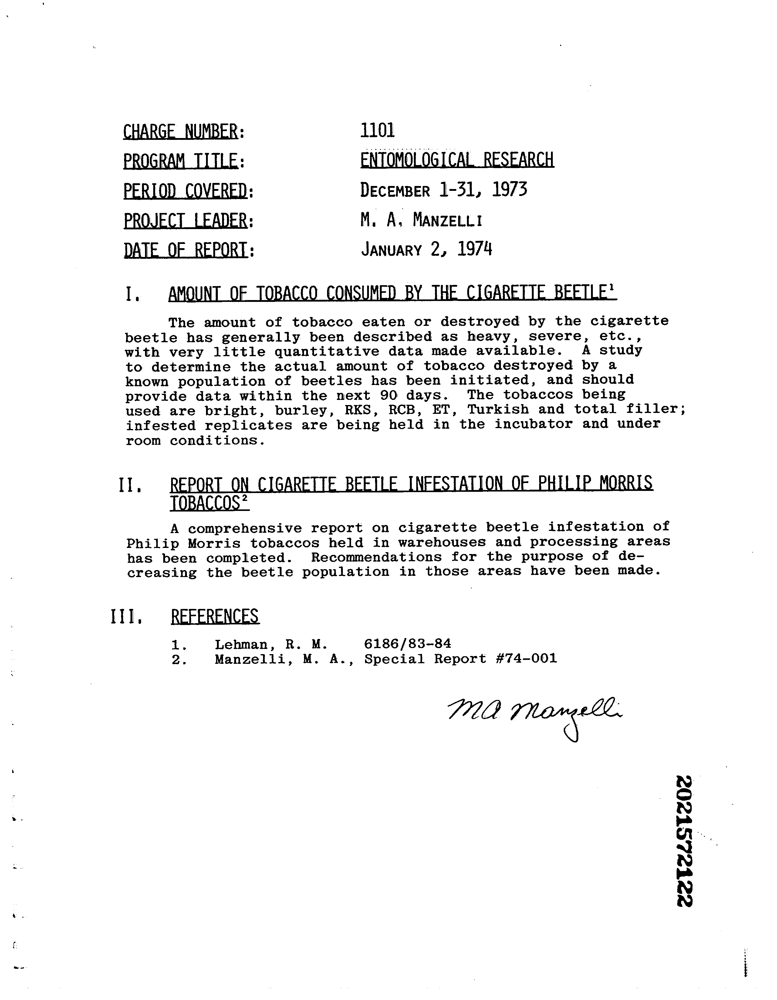 CHARGE NUMBER: 1101
PROGRAM TITLE: ENTOMOLOGICAL RESEARCH
PERIOD COVERED: DECEMBER 1-31, 1973
PROJECT LEADER: M. A. MANZELLI
DATE OF REPORT: JANUARY 2, 1974
I. AMOUNT OF TOBACCO CONSUMED BY THE CIGARETTE BEETLE¹
The amount of tobacco eaten or destroyed by the cigarette
beetle has generally been described as heavy, severe, etc.,
with very little quantitative data made available. A study
to determine the actual amount of tobacco destroyed by a
known population of beetles has been initiated, and should
provide data within the next 90 days. The tobaccos being
used are bright, burley, RKS, RCB, ET, Turkish and total filler;
infested replicates are being held in the incubator and under
room conditions.
II. REPORT ON CIGARETTE BEETLE INFESTATION OF PHILIP MORRIS
TOBACCOS²
A comprehensive report on cigarette beetle infestation of
Philip Morris tobaccos held in warehouses and processing areas
has been completed. Recommendations for the purpose of de-
creasing the beetle population in those areas have been made.
III. REFERENCES
1. Lehman, R. M. 6186/83-84
2. Manzelli, M. A., Special Report #74-001
MA Manzelli
2021572122